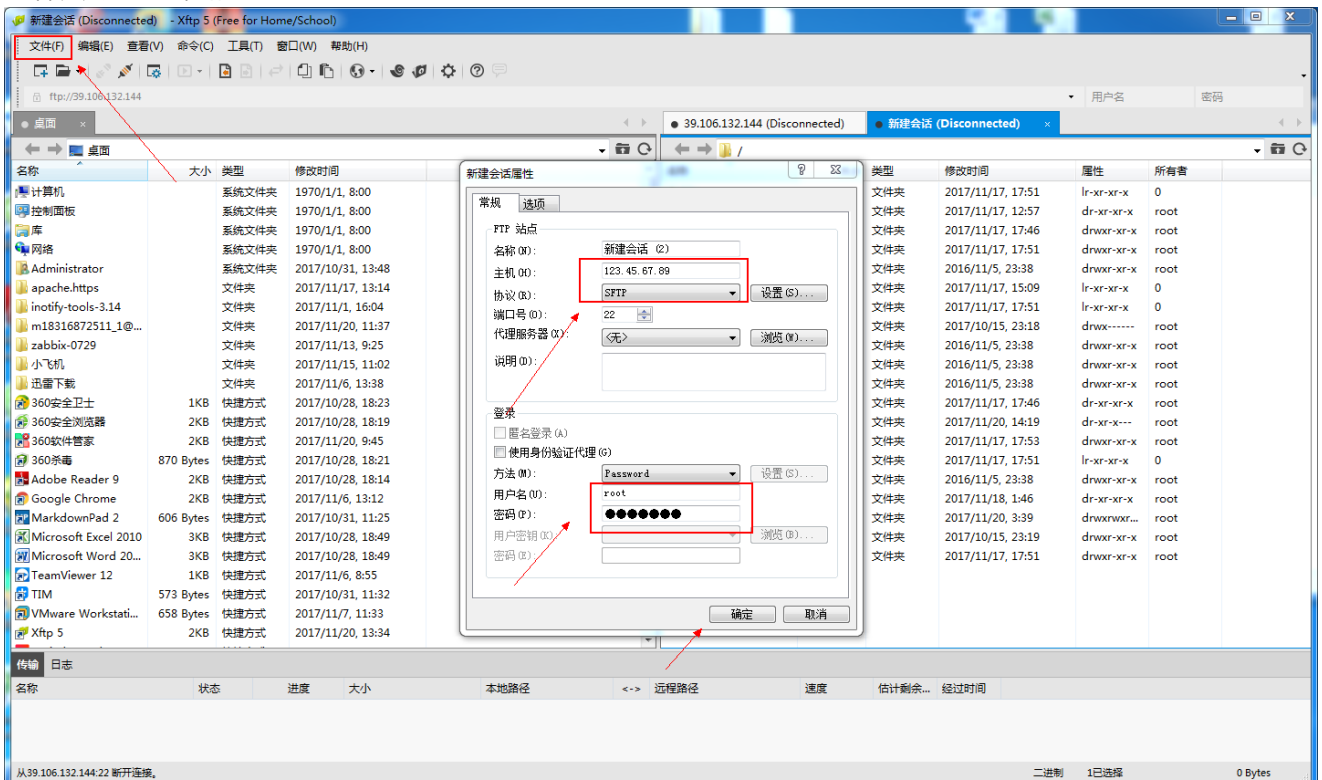 新建会话 (Disconnected) - Xftp 5 (Free for Home/School)
文件(F) 编辑(E) 查看(V) 命令(C) 工具(T) 窗口(W) 帮助(H)
ftp://39.106.132.144 用户名 密码
桌面 39.106.132.144 (Disconnected) 新建会话 (Disconnected)
桌面 /
名称 大小 类型 修改时间 类型 修改时间 属性 所有者
计算机 系统文件夹 1970/1/1, 8:00 文件夹 2017/11/17, 17:51 lr-xr-xr-x 0
控制面板 系统文件夹 1970/1/1, 8:00 文件夹 2017/11/17, 12:57 dr-xr-xr-x root
库 系统文件夹 1970/1/1, 8:00 文件夹 2017/11/17, 17:46 drwxr-xr-x root
网络 系统文件夹 1970/1/1, 8:00 文件夹 2017/11/17, 17:51 drwxr-xr-x root
Administrator 系统文件夹 2017/10/31, 13:48 文件夹 2016/11/5, 23:38 drwxr-xr-x root
apache.https 文件夹 2017/11/17, 13:14 文件夹 2017/11/17, 15:09 lr-xr-xr-x 0
inotify-tools-3.14 文件夹 2017/11/1, 16:04 文件夹 2017/11/17, 17:51 lr-xr-xr-x 0
m18316872511_1@... 文件夹 2017/11/20, 11:37 文件夹 2017/10/15, 23:18 drwx------ root
zabbix-0729 文件夹 2017/11/13, 9:25 文件夹 2016/11/5, 23:38 drwxr-xr-x root
小飞机 文件夹 2017/11/15, 11:02 文件夹 2016/11/5, 23:38 drwxr-xr-x root
迅雷下载 文件夹 2017/11/6, 13:38 文件夹 2016/11/5, 23:38 drwxr-xr-x root
360安全卫士 1KB 快捷方式 2017/10/28, 18:23 文件夹 2017/11/17, 17:46 dr-xr-xr-x root
360安全浏览器 2KB 快捷方式 2017/10/28, 18:19 文件夹 2017/11/20, 14:19 dr-xr-x--- root
360软件管家 2KB 快捷方式 2017/11/20, 9:45 文件夹 2017/11/17, 17:53 drwxr-xr-x root
360杀毒 870 Bytes 快捷方式 2017/10/28, 18:21 文件夹 2017/11/17, 17:51 lr-xr-xr-x 0
Adobe Reader 9 2KB 快捷方式 2017/10/28, 18:14 文件夹 2016/11/5, 23:38 drwxr-xr-x root
Google Chrome 2KB 快捷方式 2017/11/6, 13:12 文件夹 2017/11/18, 1:46 dr-xr-xr-x root
MarkdownPad 2 606 Bytes 快捷方式 2017/10/31, 11:25 文件夹 2017/11/20, 3:39 drwxrwxr... root
Microsoft Excel 2010 3KB 快捷方式 2017/10/28, 18:49 文件夹 2017/10/15, 23:19 drwxr-xr-x root
Microsoft Word 20... 3KB 快捷方式 2017/10/28, 18:49 文件夹 2017/11/17, 17:51 drwxr-xr-x root
TeamViewer 12 1KB 快捷方式 2017/11/6, 8:55
TIM 573 Bytes 快捷方式 2017/10/31, 11:32
VMware Workstati... 658 Bytes 快捷方式 2017/11/7, 11:33
Xftp 5 2KB 快捷方式 2017/11/20, 13:34
新建会话属性
常规 选项
FTP 站点
名称(N): 新建会话 (2)
主机(H): 123.45.67.89
协议(R): SFTP 设置(S)...
端口号(O): 22
代理服务器(X): <无> 浏览(W)...
说明(D):
登录
匿名登录(A)
使用身份验证代理(G)
方法(M): Password 设置(S)...
用户名(U): root
密码(P): ●●●●●●●
用户密钥(K): 浏览(B)...
密码(E):
确定 取消
传输 日志
名称 状态 进度 大小 本地路径 <-> 远程路径 速度 估计剩余... 经过时间
从39.106.132.144:22 断开连接。 二进制 1已选择 0 Bytes